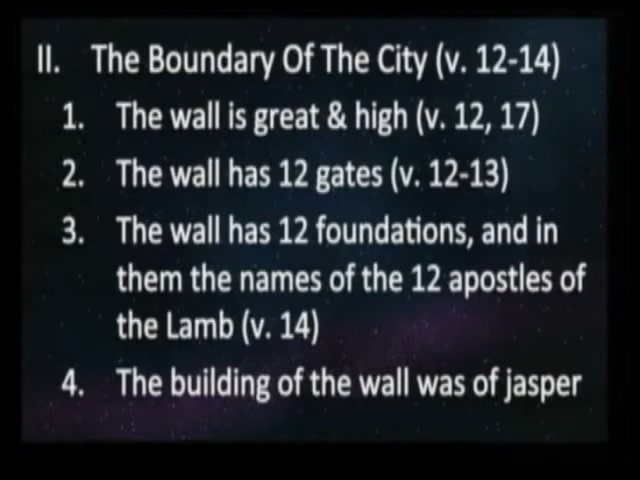 II. The Boundary Of The City (v. 12-14)
1. The wall is great & high (v. 12, 17)
2. The wall has 12 gates (v. 12-13)
3. The wall has 12 foundations, and in
them the names of the 12 apostles of
the Lamb (v. 14)
4. The building of the wall was of jasper